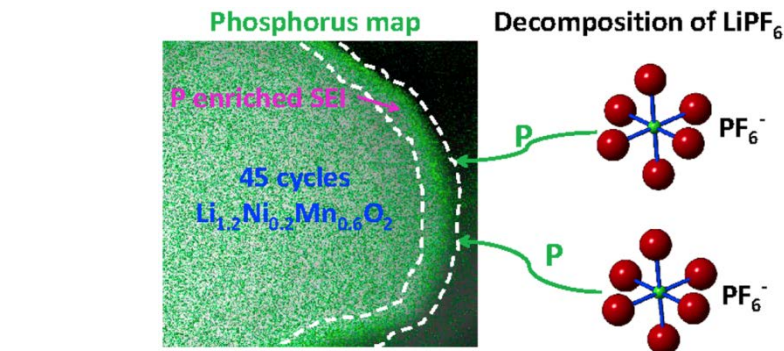 Phosphorus map
Decomposition of LiPF₆
P enriched SEI
P
PF₆⁻
45 cycles
Li₁.₂Ni₀.₂Mn₀.₆O₂
P
PF₆⁻